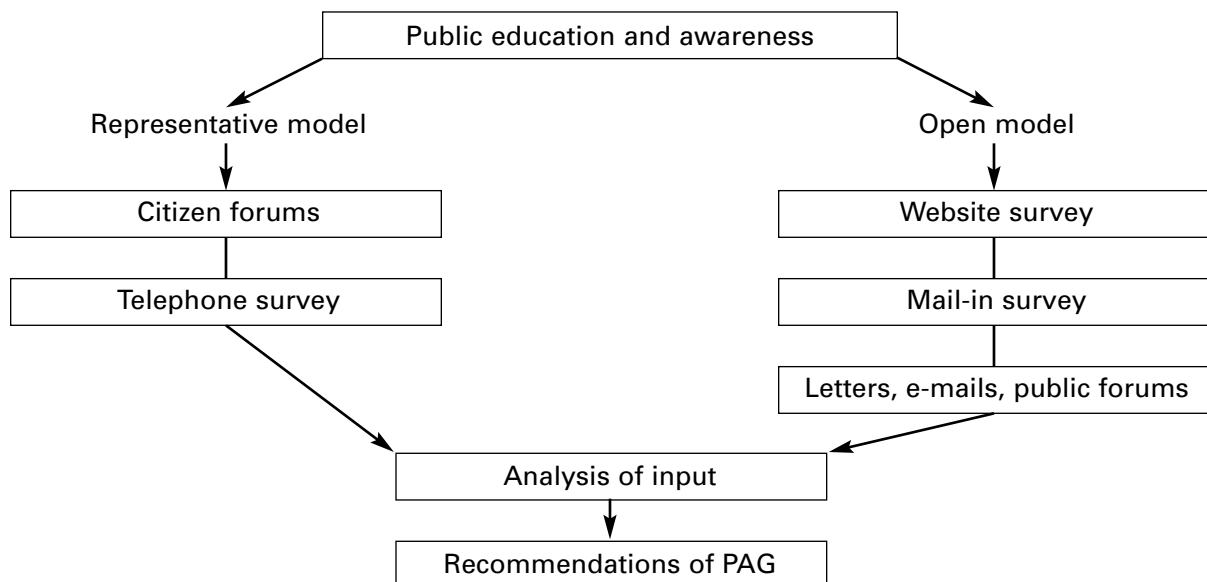 Public education and awareness
Representative model
Open model
Citizen forums
Website survey
Telephone survey
Mail-in survey
Letters, e-mails, public forums
Analysis of input
Recommendations of PAG